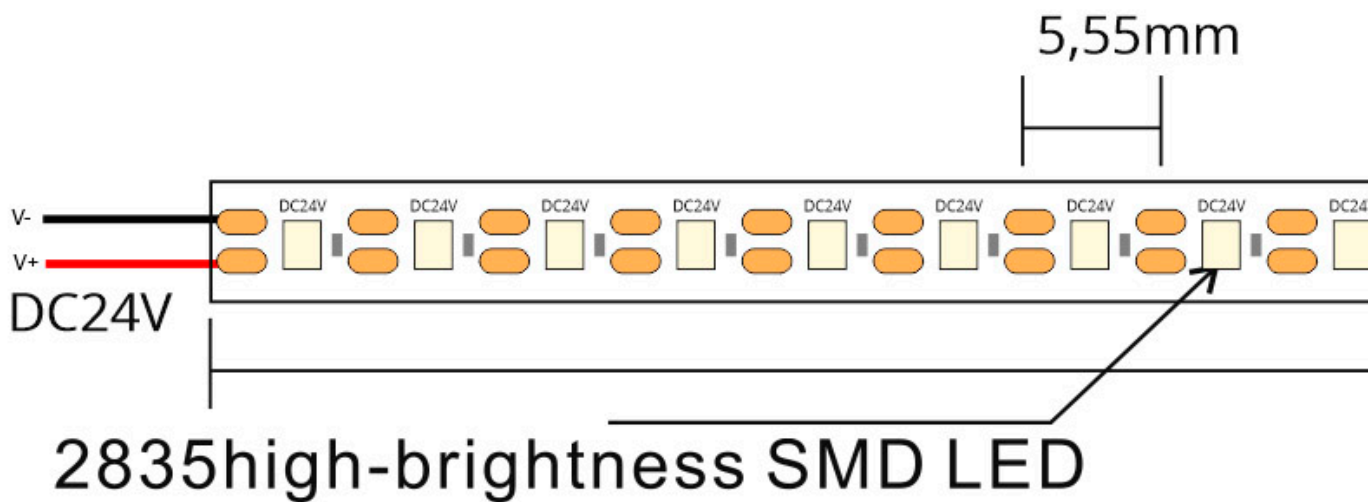 5,55mm
DC24V DC24V DC24V DC24V DC24V DC24V DC24V DC24V DC24V
V-
V+
DC24V
2835high-brightness SMD LED